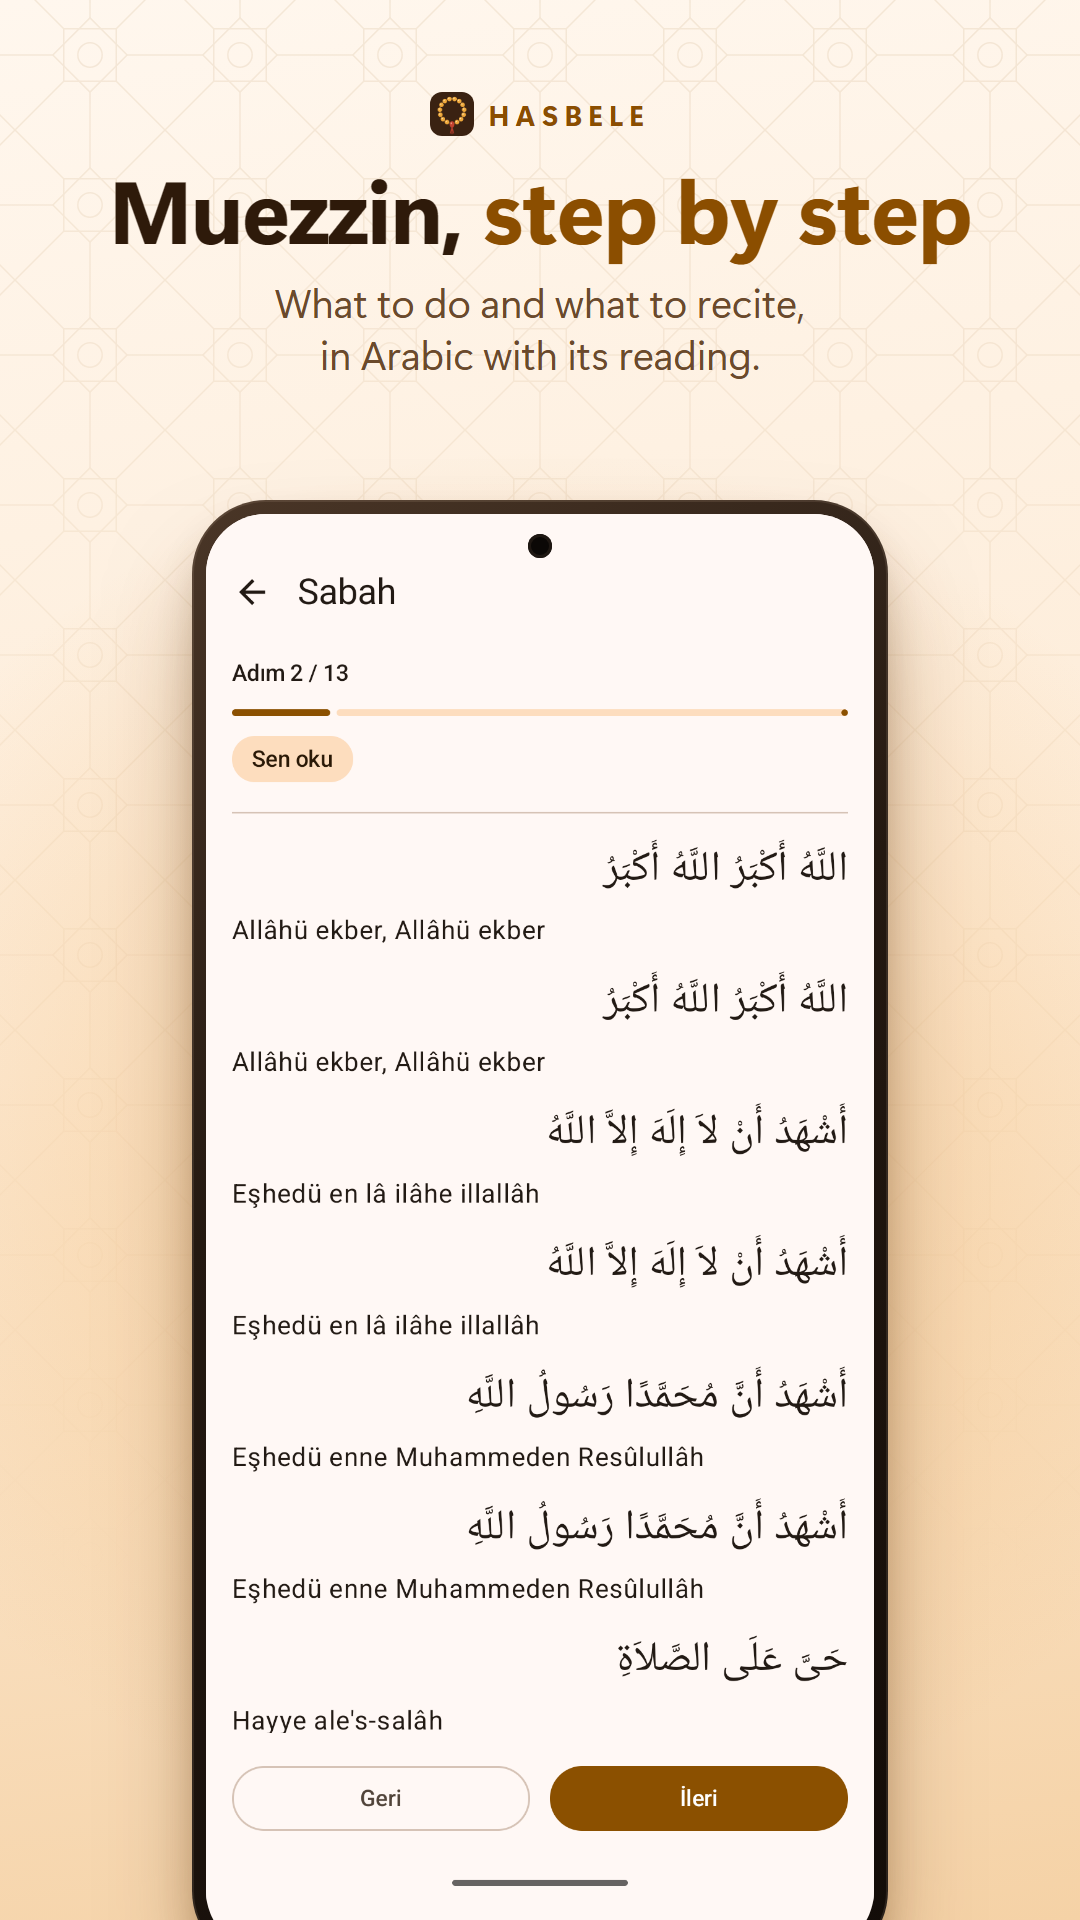 HASBELE
Muezzin, step by step
What to do and what to recite,
in Arabic with its reading.
Sabah
Adım 2 / 13
Sen oku
اللَّهُ أَكْبَرُ اللَّهُ أَكْبَرُ
Allâhü ekber, Allâhü ekber
اللَّهُ أَكْبَرُ اللَّهُ أَكْبَرُ
Allâhü ekber, Allâhü ekber
أَشْهَدُ أَنْ لاَ إِلَهَ إِلاَّ اللَّهُ
Eşhedü en lâ ilâhe illallâh
أَشْهَدُ أَنْ لاَ إِلَهَ إِلاَّ اللَّهُ
Eşhedü en lâ ilâhe illallâh
أَشْهَدُ أَنَّ مُحَمَّدًا رَسُولُ اللَّهِ
Eşhedü enne Muhammeden Resûlullâh
أَشْهَدُ أَنَّ مُحَمَّدًا رَسُولُ اللَّهِ
Eşhedü enne Muhammeden Resûlullâh
حَىَّ عَلَى الصَّلاَةِ
Hayye ale's-salâh
Geri
İleri